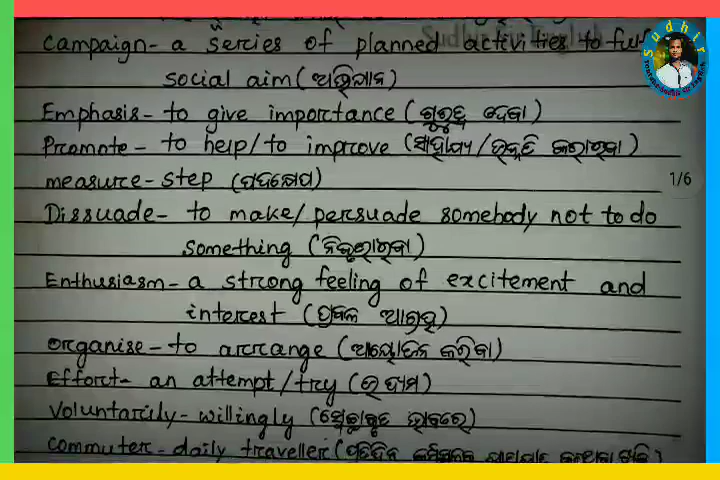 Campaign - a series of planned activities to
social aim (ଅଭିଯାନ)
Emphasis - to give importance (ଗୁରୁତ୍ୱ ଦେବା)
Promote - to help/to improve (ସାହାଯ୍ୟ/ଉନ୍ନତି କରାଇବା)
1/6
measure - step (ପଦକ୍ଷେପ)
Dissuade - to make/persuade somebody not to do
something (ନିବୃତ୍ତାଇବା)
Enthusiasm - a strong feeling of excitement and
interest (ପ୍ରବଳ ଆଗ୍ରହ)
Organise - to arrange (ଆୟୋଜନ କରିବା)
Effort - an attempt/try (ଉଦ୍ୟମ)
Voluntarily - willingly (ସ୍ୱେଚ୍ଛାକୃତ ଭାବରେ)
commuter - daily traveller (ପ୍ରତିଦିନ
Sudhir